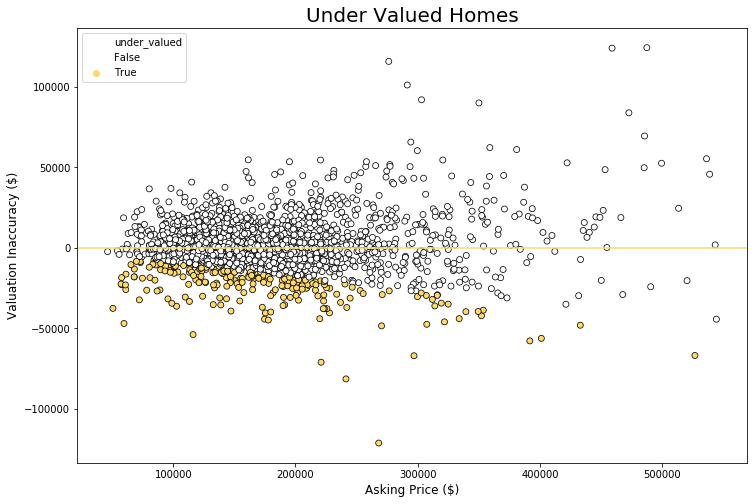 Under Valued Homes
under_valued
False
True
100000
50000
0
−50000
−100000
Valuation Inaccuracy ($)
100000 200000 300000 400000 500000
Asking Price ($)